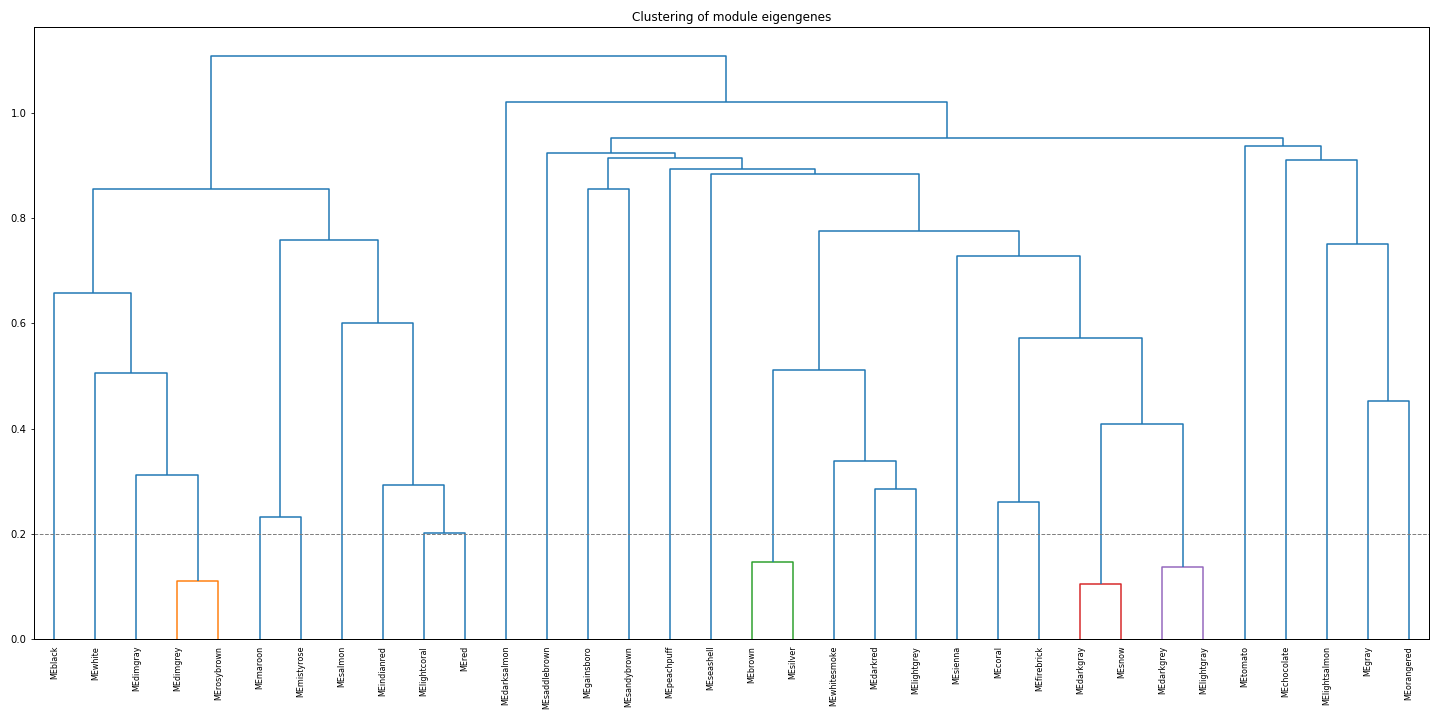 Clustering of module eigengenes
1.0
0.8
0.6
0.4
0.2
0.0
MEblack
MEwhite
MEdimgray
MEdimgrey
MErosybrown
MEmaroon
MEmistyrose
MEsalmon
MEindianred
MElightcoral
MEred
MEdarksalmon
MEsaddlebrown
MEgainsboro
MEsandybrown
MEpeachpuff
MEseashell
MEbrown
MEsilver
MEwhitesmoke
MEdarkred
MElightgrey
MEsienna
MEcoral
MEfirebrick
MEdarkgray
MEsnow
MEdarkgrey
MElightgray
MEtomato
MEchocolate
MElightsalmon
MEgray
MEorangered